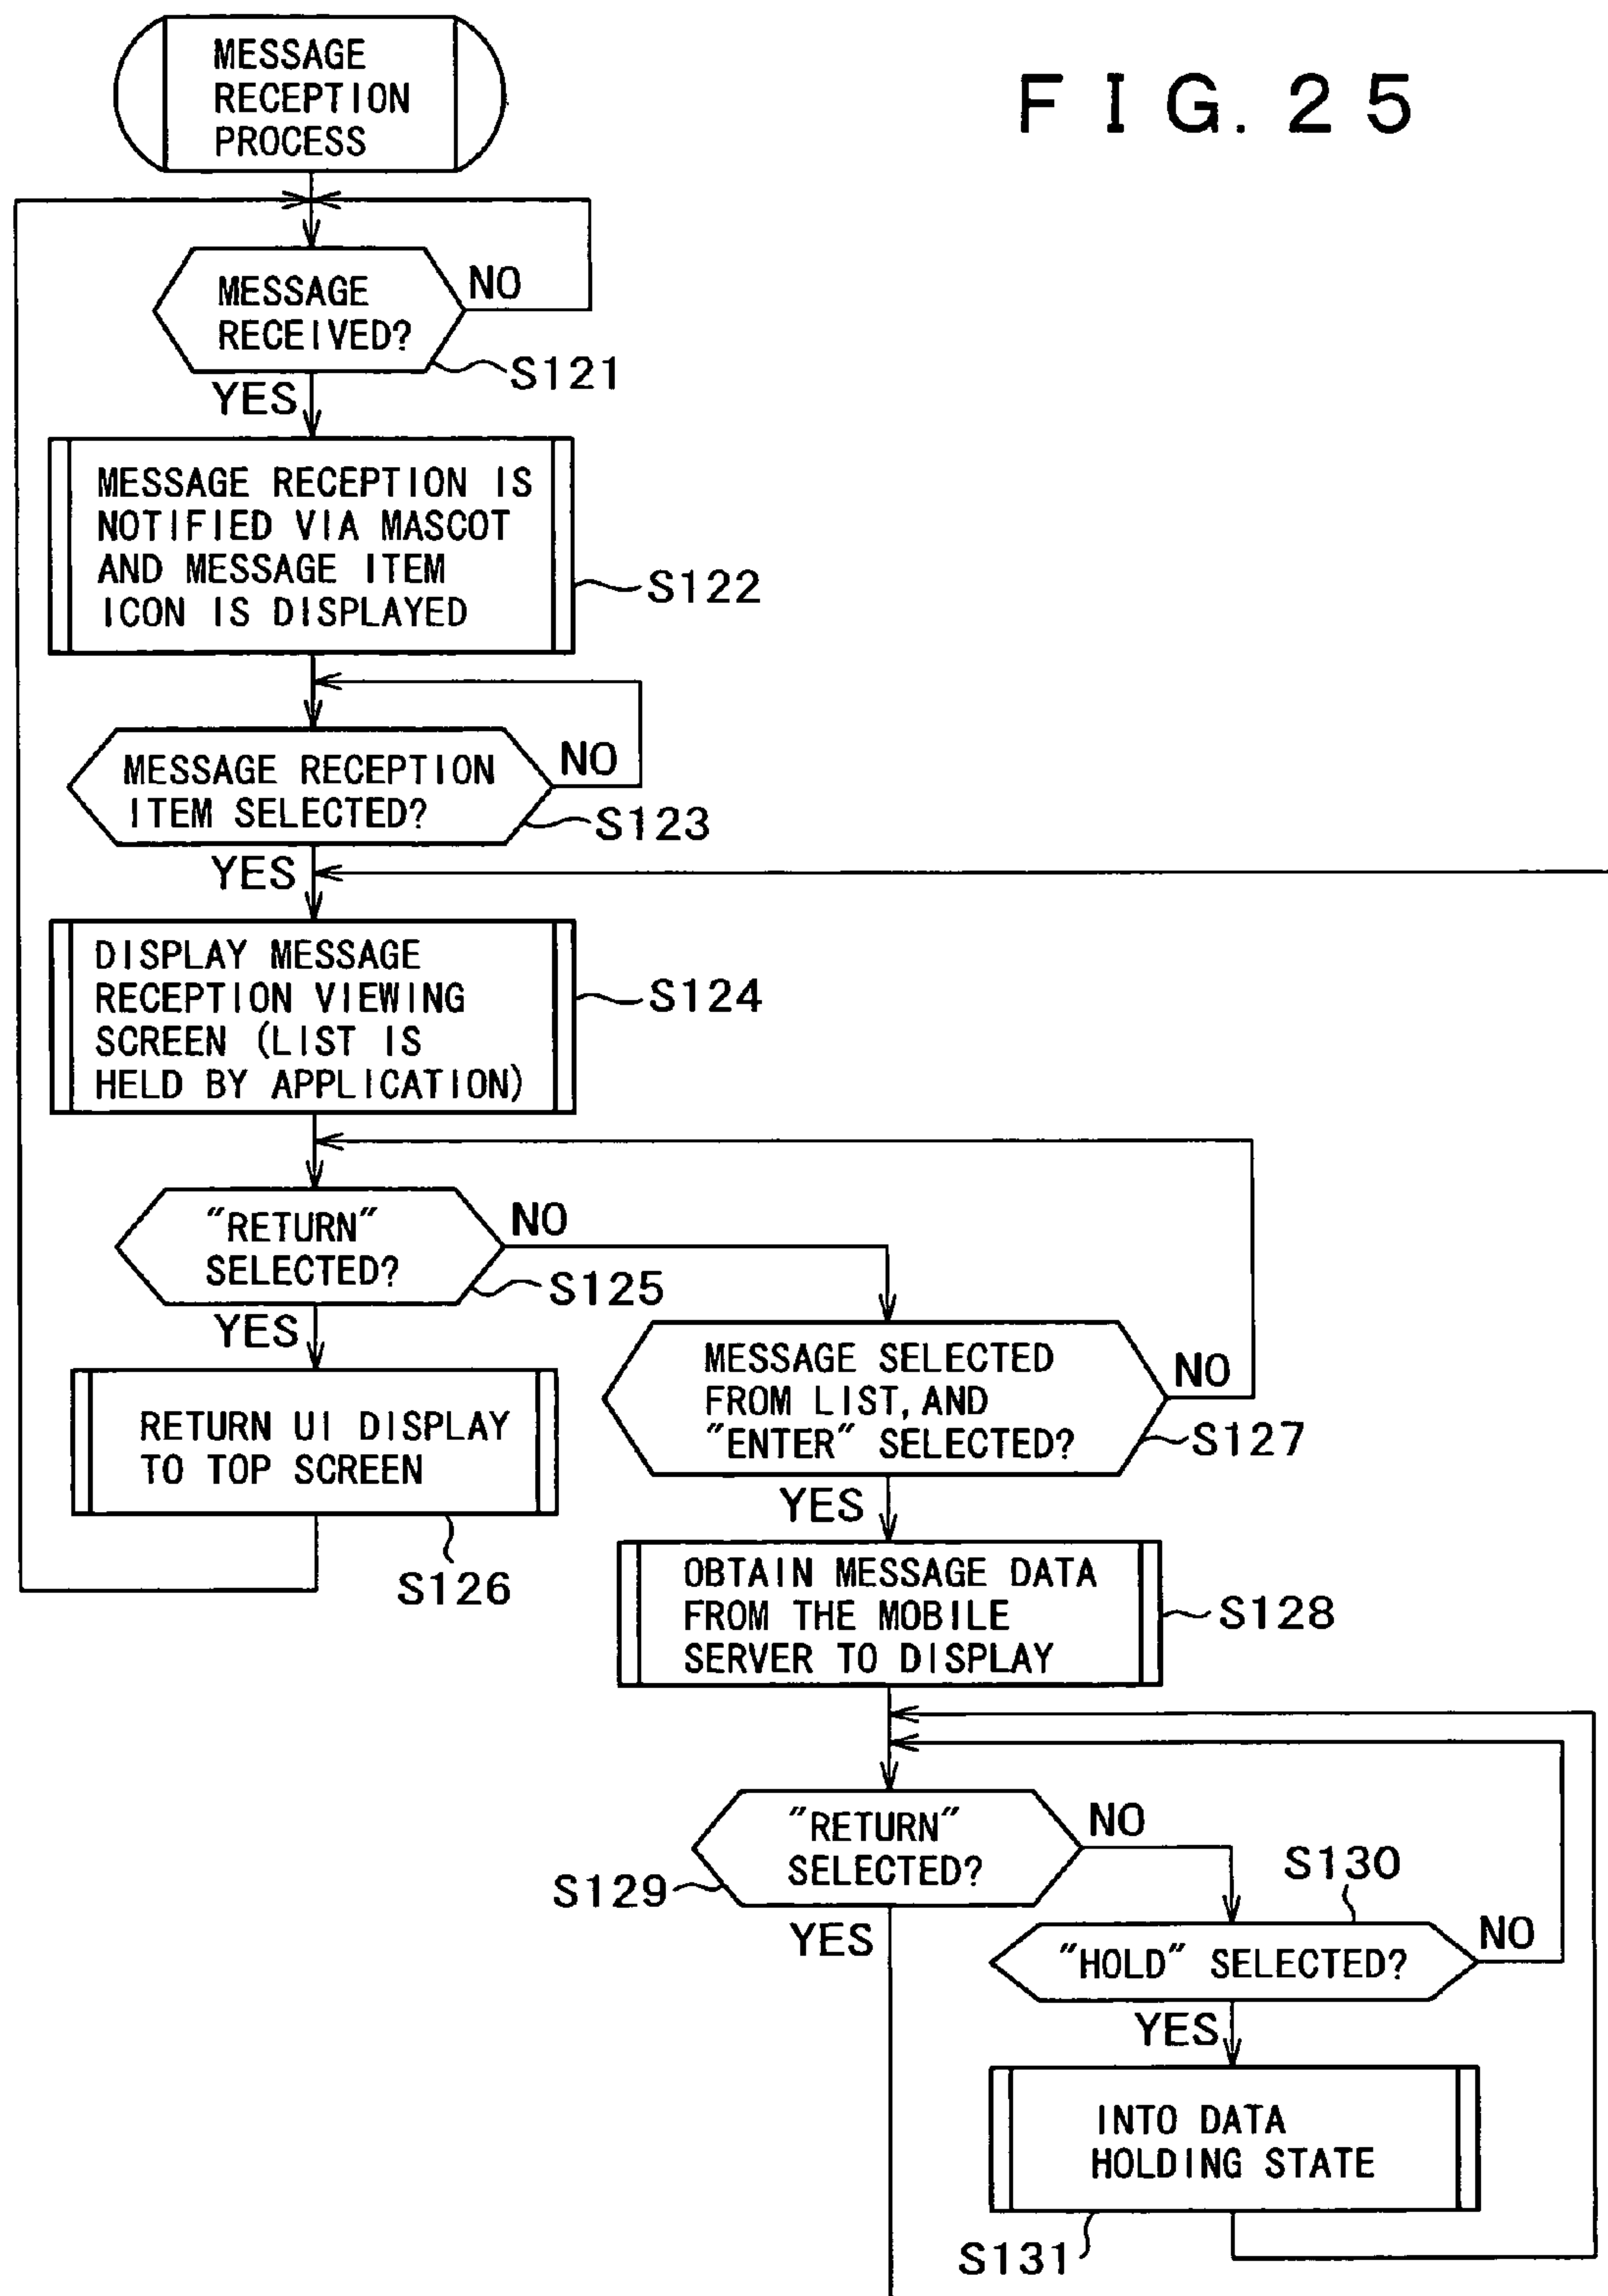 MESSAGE
RECEPTION
PROCESS
FIG. 25
MESSAGE
RECEIVED?
NO
S121
YES
MESSAGE RECEPTION IS
NOTIFIED VIA MASCOT
AND MESSAGE ITEM
ICON IS DISPLAYED
S122
MESSAGE RECEPTION
ITEM SELECTED?
NO
S123
YES
DISPLAY MESSAGE
RECEPTION VIEWING
SCREEN (LIST IS
HELD BY APPLICATION)
S124
"RETURN"
SELECTED?
NO
S125
YES
RETURN UI DISPLAY
TO TOP SCREEN
S126
MESSAGE SELECTED
FROM LIST, AND
"ENTER" SELECTED?
NO
S127
YES
OBTAIN MESSAGE DATA
FROM THE MOBILE
SERVER TO DISPLAY
S128
"RETURN"
SELECTED?
NO
S129
YES
S130
"HOLD" SELECTED?
NO
YES
INTO DATA
HOLDING STATE
S131